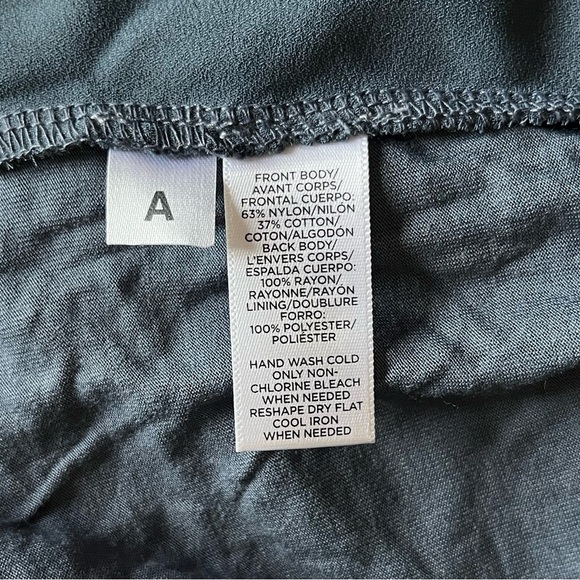 A
FRONT BODY/
AVANT CORPS/
FRONTAL CUERPO:
63% NYLON/NILÓN
37% COTTON/
COTON/ALGODÓN
BACK BODY/
L'ENVERS CORPS/
ESPALDA CUERPO:
100% RAYON/
RAYONNE/RAYÓN
LINING/DOUBLURE
FORRO:
100% POLYESTER/
POLIÉSTER
HAND WASH COLD
ONLY NON-
CHLORINE BLEACH
WHEN NEEDED
RESHAPE DRY FLAT
COOL IRON
WHEN NEEDED